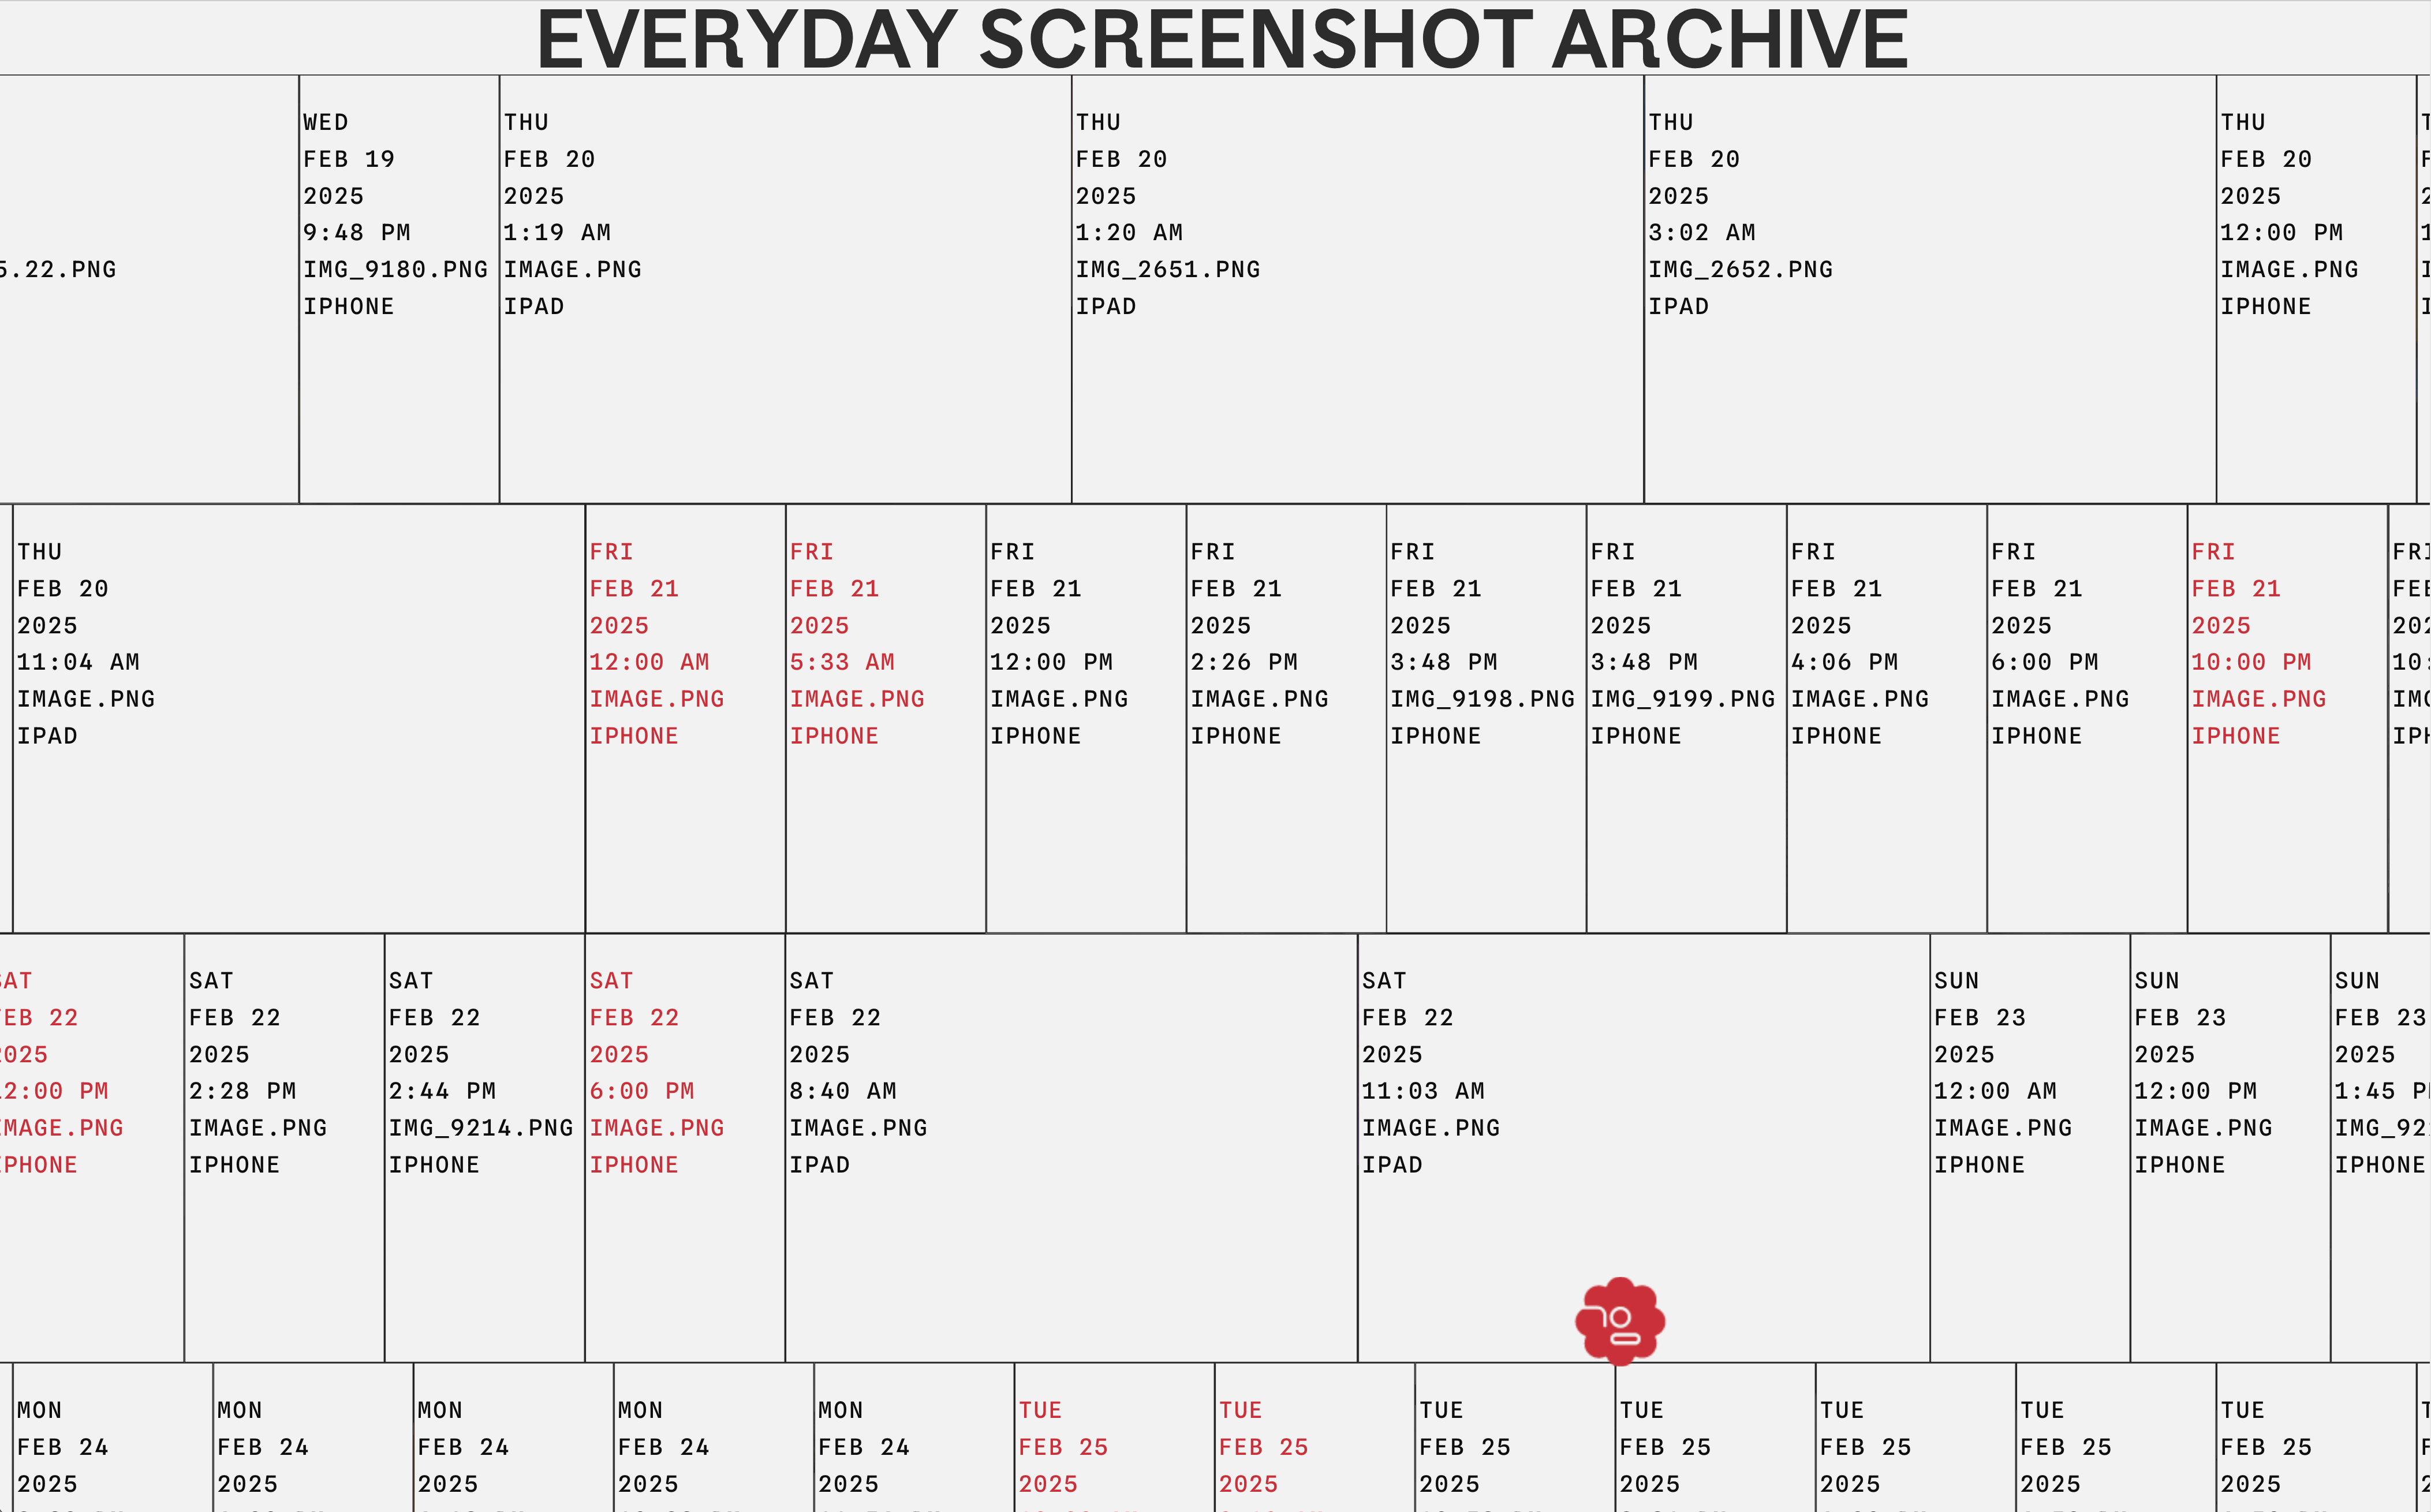 EVERYDAY SCREENSHOT ARCHIVE
5.22.PNG
WED
FEB 19
2025
9:48 PM
IMG_9180.PNG
IPHONE
THU
FEB 20
2025
1:19 AM
IMAGE.PNG
IPAD
THU
FEB 20
2025
1:20 AM
IMG_2651.PNG
IPAD
THU
FEB 20
2025
3:02 AM
IMG_2652.PNG
IPAD
THU
FEB 20
2025
12:00 PM
IMAGE.PNG
IPHONE
THU
FEB 20
2025
11:04 AM
IMAGE.PNG
IPAD
FRI
FEB 21
2025
12:00 AM
IMAGE.PNG
IPHONE
FRI
FEB 21
2025
5:33 AM
IMAGE.PNG
IPHONE
FRI
FEB 21
2025
12:00 PM
IMAGE.PNG
IPHONE
FRI
FEB 21
2025
2:26 PM
IMAGE.PNG
IPHONE
FRI
FEB 21
2025
3:48 PM
IMG_9198.PNG
IPHONE
FRI
FEB 21
2025
3:48 PM
IMG_9199.PNG
IPHONE
FRI
FEB 21
2025
4:06 PM
IMAGE.PNG
IPHONE
FRI
FEB 21
2025
6:00 PM
IMAGE.PNG
IPHONE
FRI
FEB 21
2025
10:00 PM
IMAGE.PNG
IPHONE
FRI
SAT
FEB 22
2025
2:00 PM
IMAGE.PNG
IPHONE
SAT
FEB 22
2025
2:28 PM
IMAGE.PNG
IPHONE
SAT
FEB 22
2025
2:44 PM
IMG_9214.PNG
IPHONE
SAT
FEB 22
2025
6:00 PM
IMAGE.PNG
IPHONE
SAT
FEB 22
2025
8:40 AM
IMAGE.PNG
IPAD
SAT
FEB 22
2025
11:03 AM
IMAGE.PNG
IPAD
SUN
FEB 23
2025
12:00 AM
IMAGE.PNG
IPHONE
SUN
FEB 23
2025
12:00 PM
IMAGE.PNG
IPHONE
SUN
FEB 23
2025
1:45 P
IMG_92
IPHONE
MON
FEB 24
2025
MON
FEB 24
2025
MON
FEB 24
2025
MON
FEB 24
2025
MON
FEB 24
2025
TUE
FEB 25
2025
TUE
FEB 25
2025
TUE
FEB 25
2025
TUE
FEB 25
2025
TUE
FEB 25
2025
TUE
FEB 25
2025
TUE
FEB 25
2025